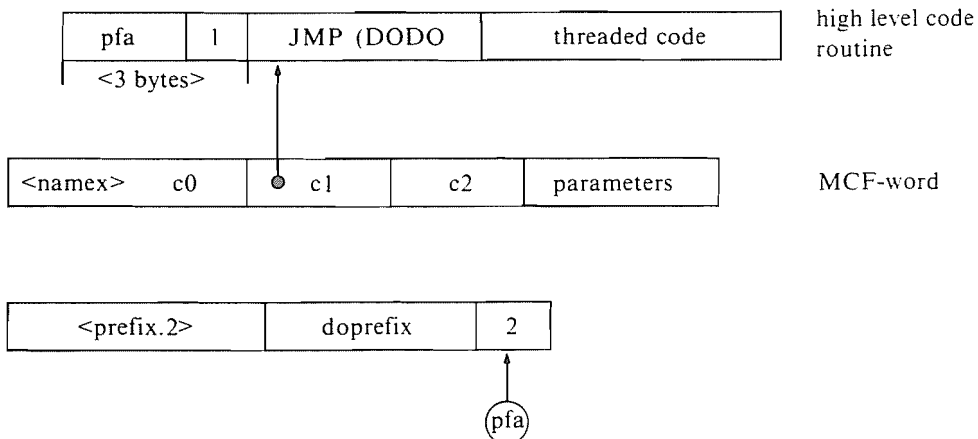 pfa 1 JMP (DODO threaded code
high level code
routine
<3 bytes>
<namex> c0 c1 c2 parameters MCF-word
<prefix.2> doprefix 2
pfa